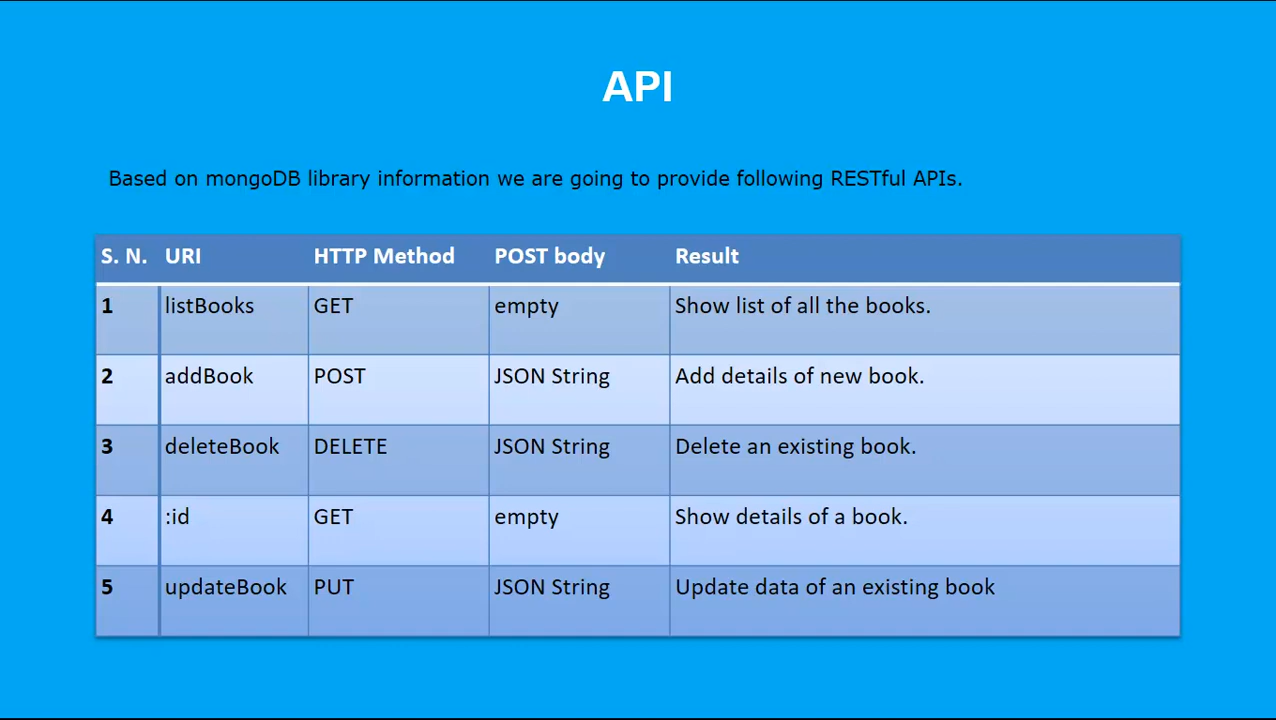 API
Based on mongoDB library information we are going to provide following RESTful APIs.
S. N. URI HTTP Method POST body Result
1 listBooks GET empty Show list of all the books.
2 addBook POST JSON String Add details of new book.
3 deleteBook DELETE JSON String Delete an existing book.
4 :id GET empty Show details of a book.
5 updateBook PUT JSON String Update data of an existing book